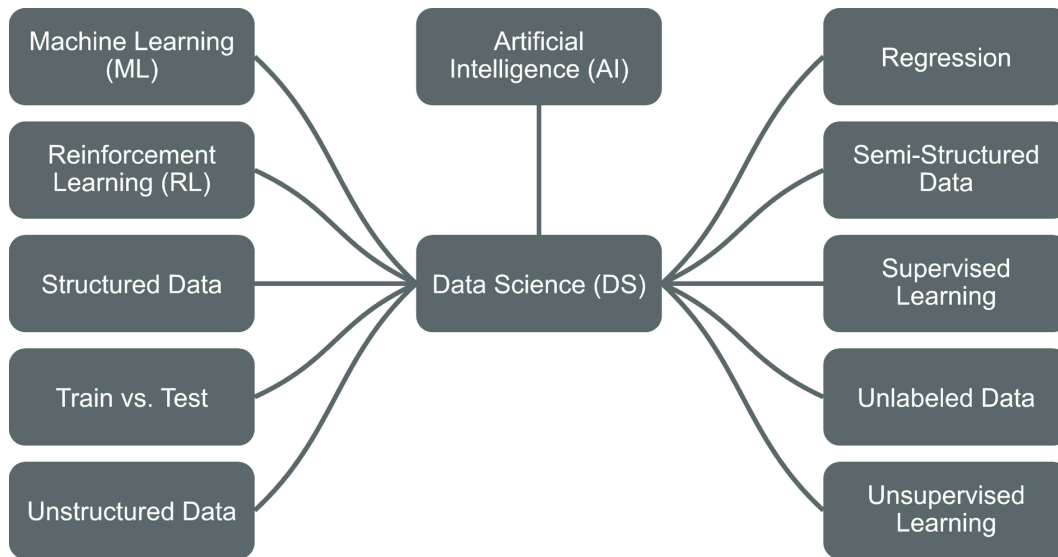 Machine Learning
(ML)
Artificial
Intelligence (AI)
Regression
Reinforcement
Learning (RL)
Semi-Structured
Data
Structured Data
Data Science (DS)
Supervised
Learning
Train vs. Test
Unlabeled Data
Unstructured Data
Unsupervised
Learning